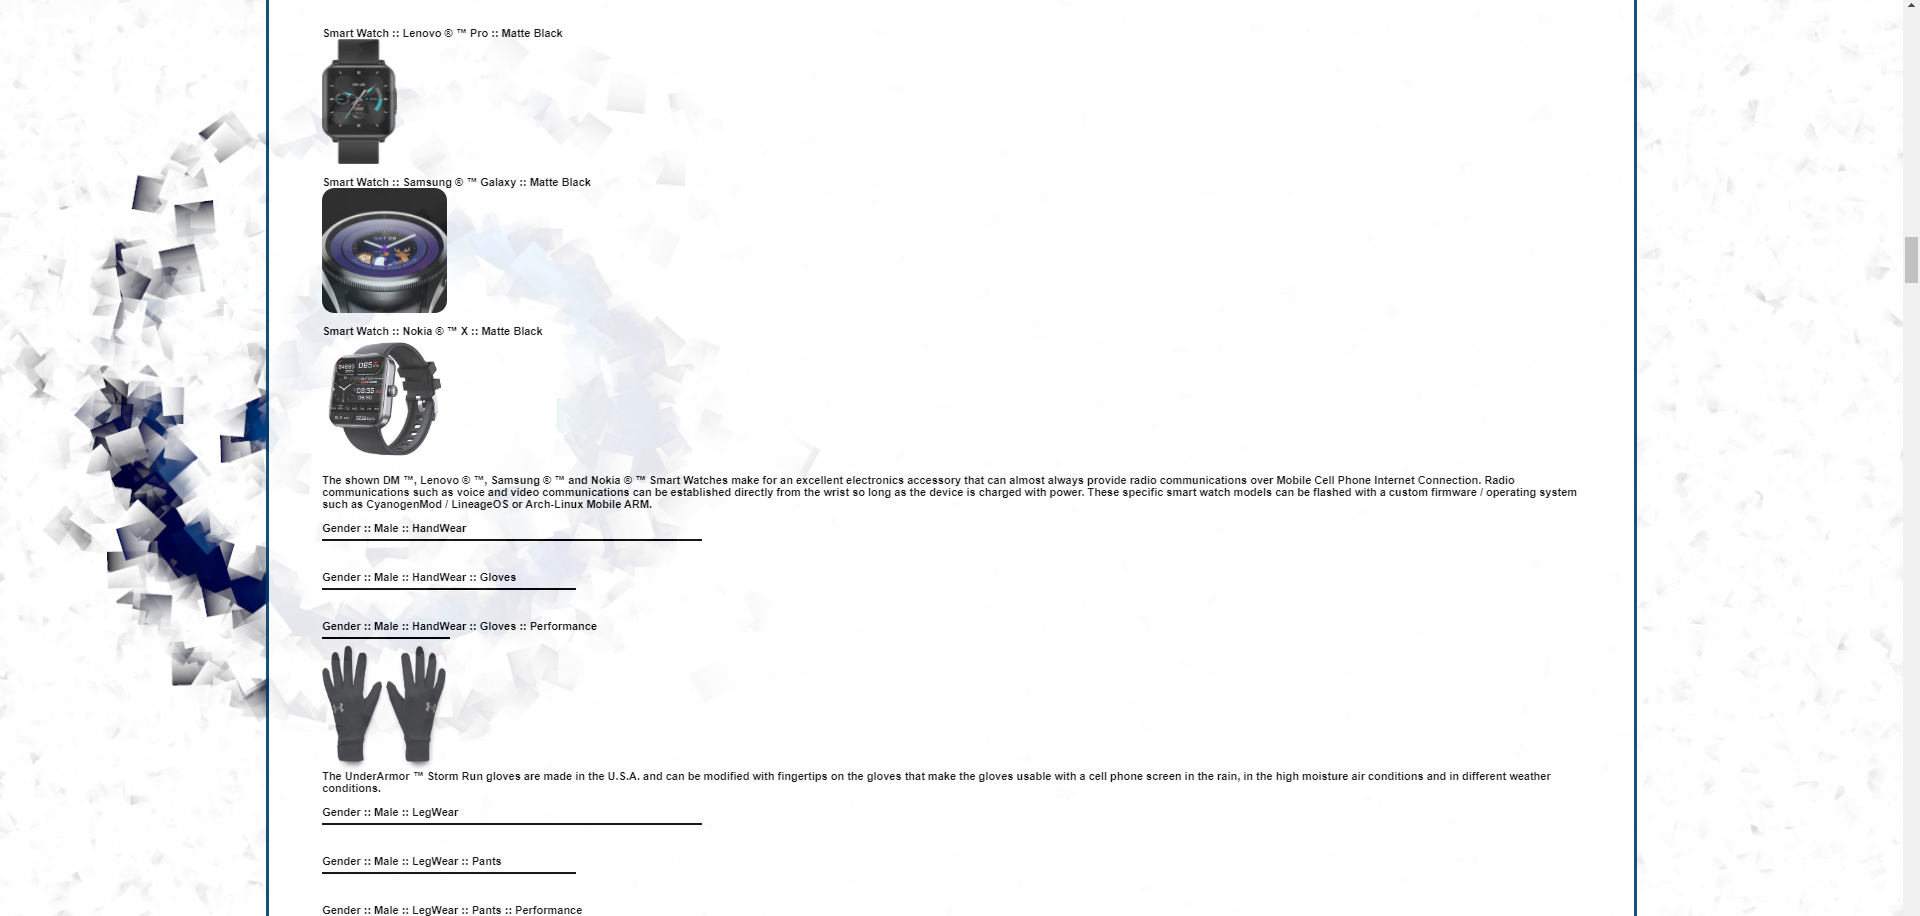 Smart Watch :: Lenovo ® ™ Pro :: Matte Black
Smart Watch :: Samsung ® ™ Galaxy :: Matte Black
Smart Watch :: Nokia ® ™ X :: Matte Black
The shown DM ™, Lenovo ® ™, Samsung ® ™ and Nokia ® ™ Smart Watches make for an excellent electronics accessory that can almost always provide radio communications over Mobile Cell Phone Internet Connection. Radio
communications such as voice and video communications can be established directly from the wrist so long as the device is charged with power. These specific smart watch models can be flashed with a custom firmware / operating system
such as CyanogenMod / LineageOS or Arch-Linux Mobile ARM.
Gender :: Male :: HandWear
Gender :: Male :: HandWear :: Gloves
Gender :: Male :: HandWear :: Gloves :: Performance
The UnderArmor ™ Storm Run gloves are made in the U.S.A. and can be modified with fingertips on the gloves that make the gloves usable with a cell phone screen in the rain, in the high moisture air conditions and in different weather
conditions.
Gender :: Male :: LegWear
Gender :: Male :: LegWear :: Pants
Gender :: Male :: LegWear :: Pants :: Performance